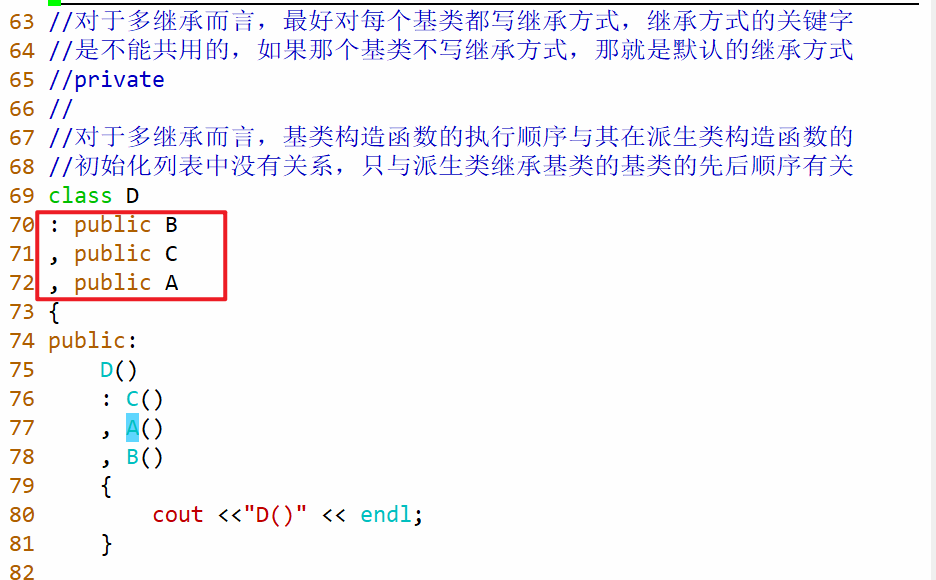 63 //对于多继承而言，最好对每个基类都写继承方式，继承方式的关键字
64 //是不能共用的，如果那个基类不写继承方式，那就是默认的继承方式
65 //private
66 //
67 //对于多继承而言，基类构造函数的执行顺序与其在派生类构造函数的
68 //初始化列表中没有关系，只与派生类继承基类的基类的先后顺序有关
69 class D
70 : public B
71 , public C
72 , public A
73 {
74 public:
75     D()
76     : C()
77     , A()
78     , B()
79     {
80         cout <<"D()" << endl;
81     }
82